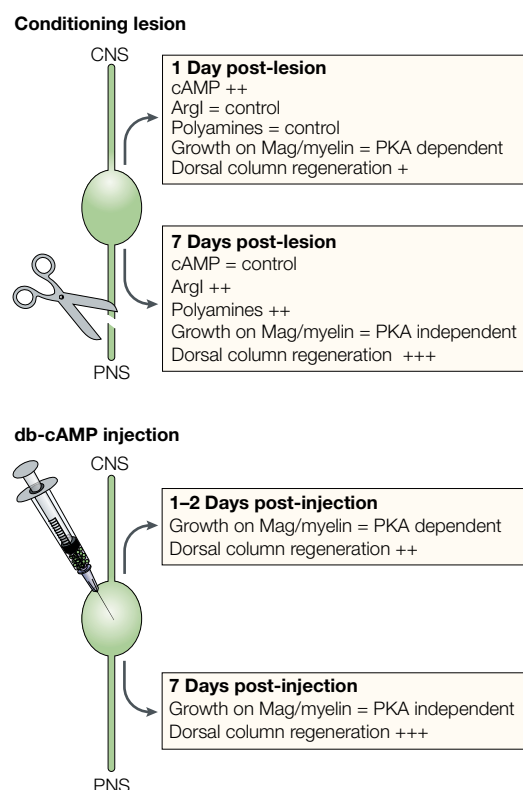 Conditioning lesion
CNS
1 Day post-lesion
cAMP ++
ArgI = control
Polyamines = control
Growth on Mag/myelin = PKA dependent
Dorsal column regeneration +
7 Days post-lesion
cAMP = control
ArgI ++
Polyamines ++
Growth on Mag/myelin = PKA independent
Dorsal column regeneration +++
PNS
db-cAMP injection
CNS
1–2 Days post-injection
Growth on Mag/myelin = PKA dependent
Dorsal column regeneration ++
7 Days post-injection
Growth on Mag/myelin = PKA independent
Dorsal column regeneration +++
PNS